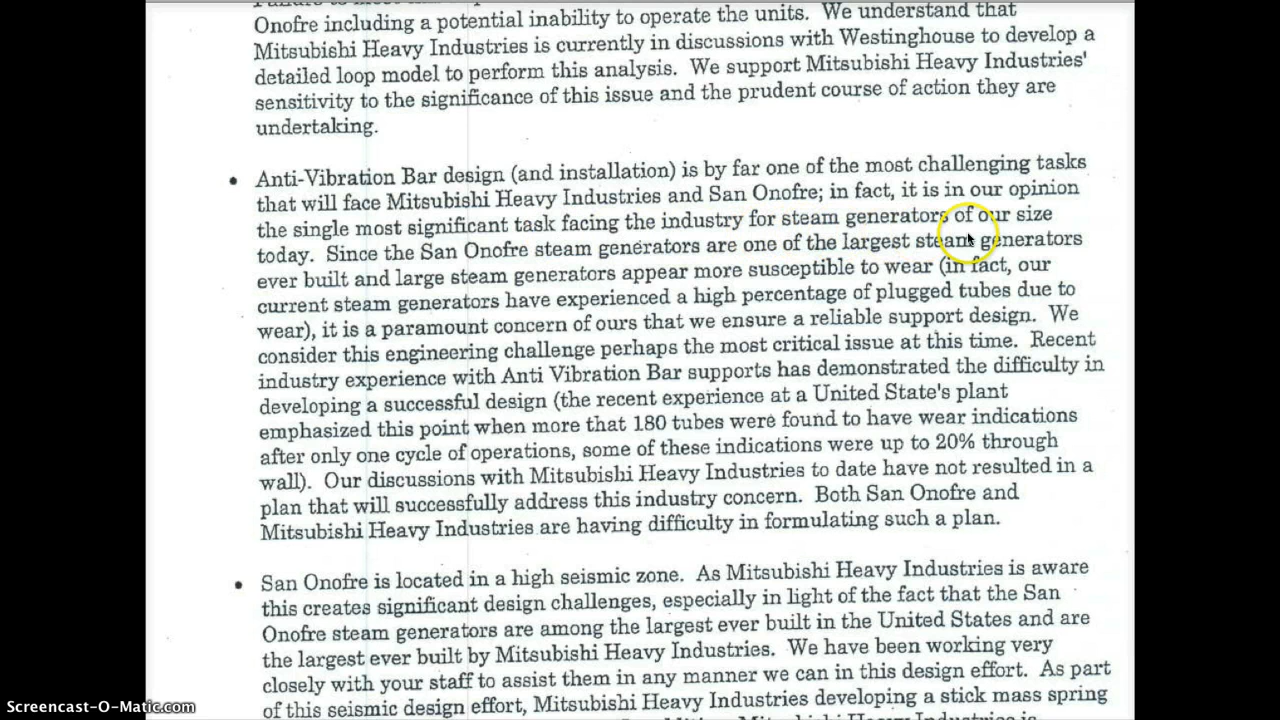 Onofre including a potential inability to operate the units. We understand that
Mitsubishi Heavy Industries is currently in discussions with Westinghouse to develop a
detailed loop model to perform this analysis. We support Mitsubishi Heavy Industries'
sensitivity to the significance of this issue and the prudent course of action they are
undertaking.
• Anti-Vibration Bar design (and installation) is by far one of the most challenging tasks
that will face Mitsubishi Heavy Industries and San Onofre; in fact, it is in our opinion
the single most significant task facing the industry for steam generators of our size
today. Since the San Onofre steam generators are one of the largest steam generators
ever built and large steam generators appear more susceptible to wear (in fact, our
current steam generators have experienced a high percentage of plugged tubes due to
wear), it is a paramount concern of ours that we ensure a reliable support design. We
consider this engineering challenge perhaps the most critical issue at this time. Recent
industry experience with Anti Vibration Bar supports has demonstrated the difficulty in
developing a successful design (the recent experience at a United State's plant
emphasized this point when more that 180 tubes were found to have wear indications
after only one cycle of operations, some of these indications were up to 20% through
wall). Our discussions with Mitsubishi Heavy Industries to date have not resulted in a
plan that will successfully address this industry concern. Both San Onofre and
Mitsubishi Heavy Industries are having difficulty in formulating such a plan.
• San Onofre is located in a high seismic zone. As Mitsubishi Heavy Industries is aware
this creates significant design challenges, especially in light of the fact that the San
Onofre steam generators are among the largest ever built in the United States and are
the largest ever built by Mitsubishi Heavy Industries. We have been working very
closely with your staff to assist them in any manner we can in this design effort. As part
of this seismic design effort, Mitsubishi Heavy Industries developing a stick mass spring
Screencast-O-Matic.com